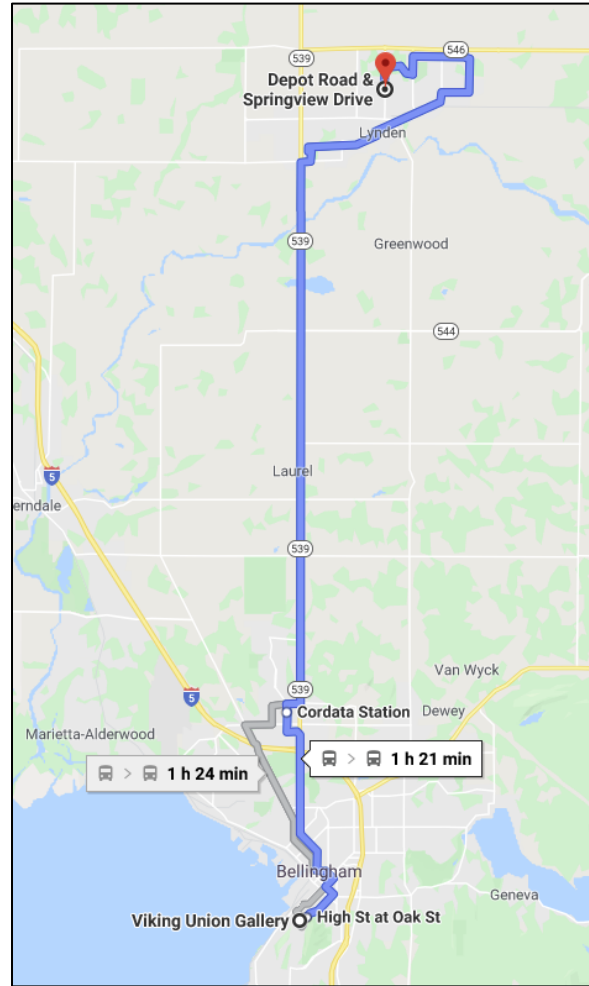 546
539
Depot Road &
Springview Drive
Lynden
539
Greenwood
544
Laurel
5
erndale
539
Van Wyck
539
5
Cordata Station
Dewey
Marietta-Alderwood
1 h 21 min
1 h 24 min
Bellingham
Geneva
Viking Union Gallery
High St at Oak St